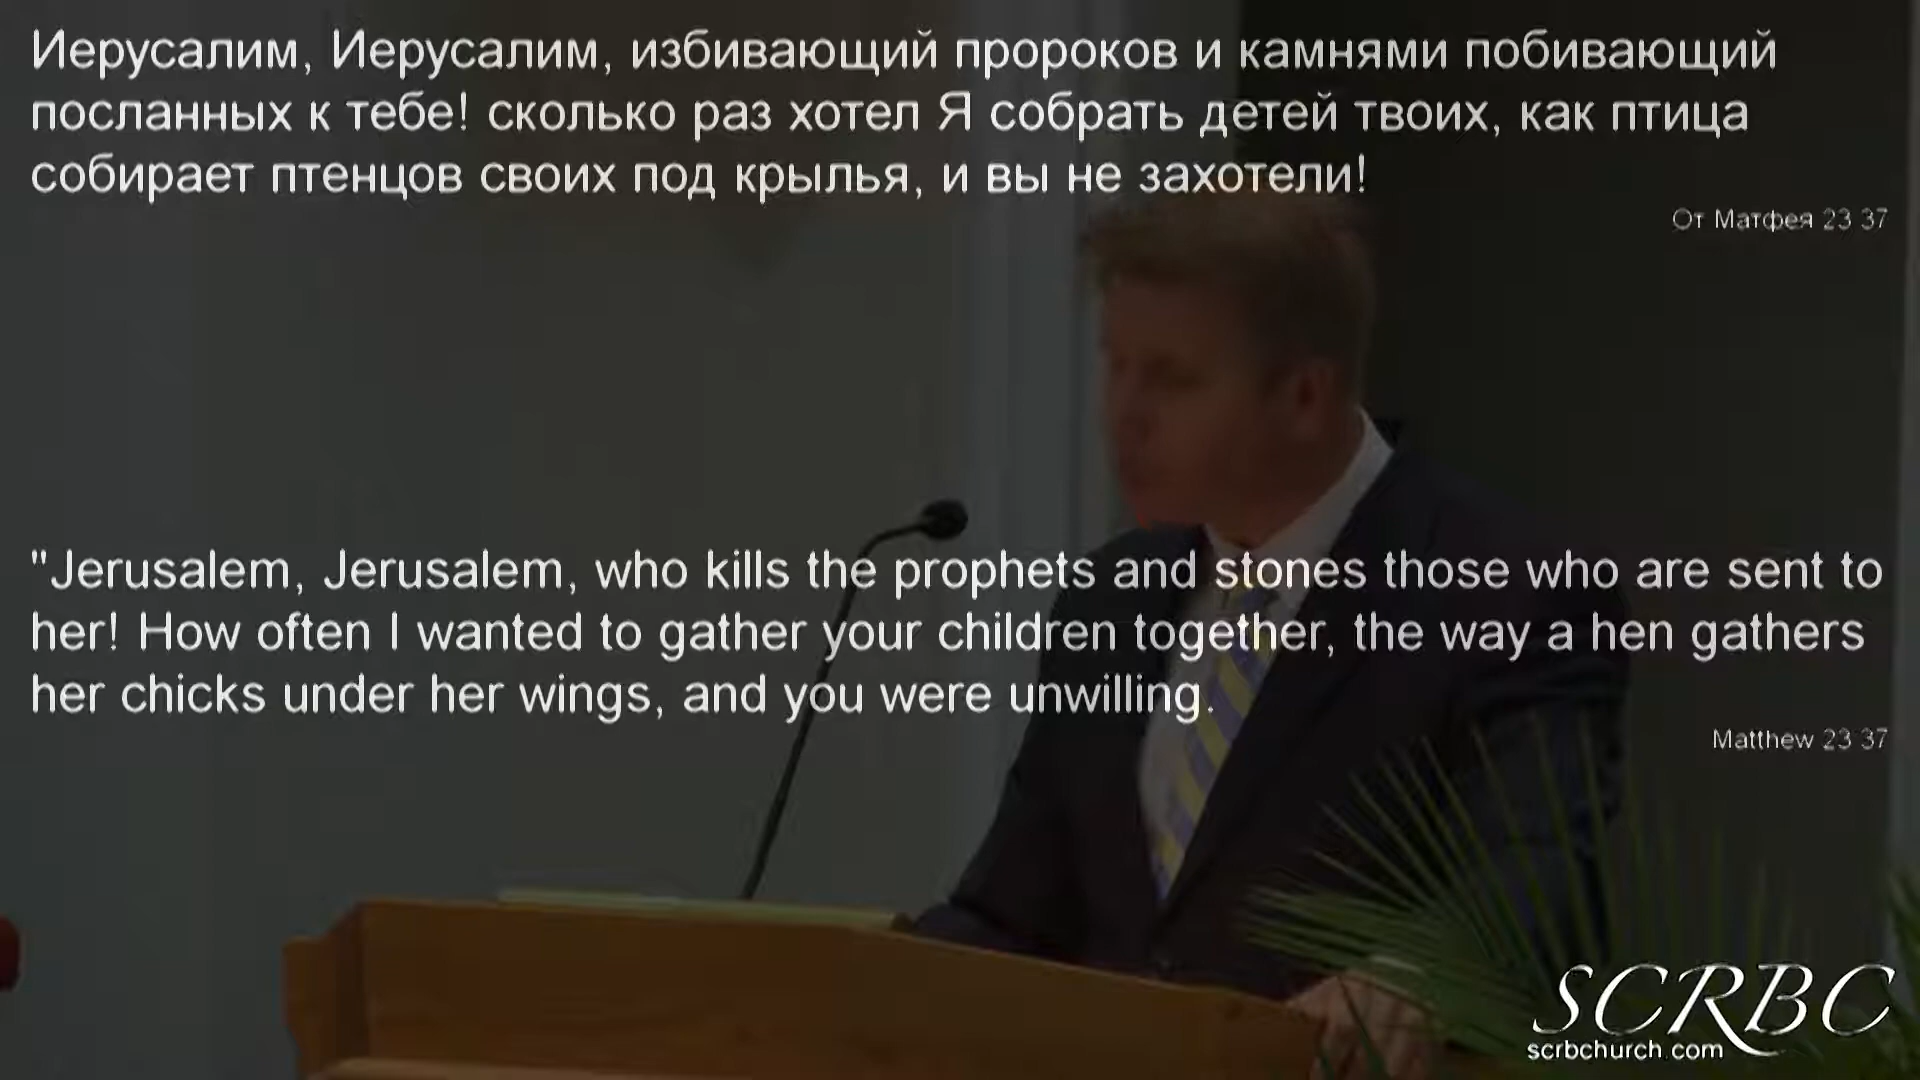 Иерусалим, Иерусалим, избивающий пророков и камнями побивающий
посланных к тебе! сколько раз хотел Я собрать детей твоих, как птица
собирает птенцов своих под крылья, и вы не захотели!
От Матфея 23 37
"Jerusalem, Jerusalem, who kills the prophets and stones those who are sent to
her! How often I wanted to gather your children together, the way a hen gathers
her chicks under her wings, and you were unwilling.
Matthew 23 37
SCRBC
scrbchurch.com